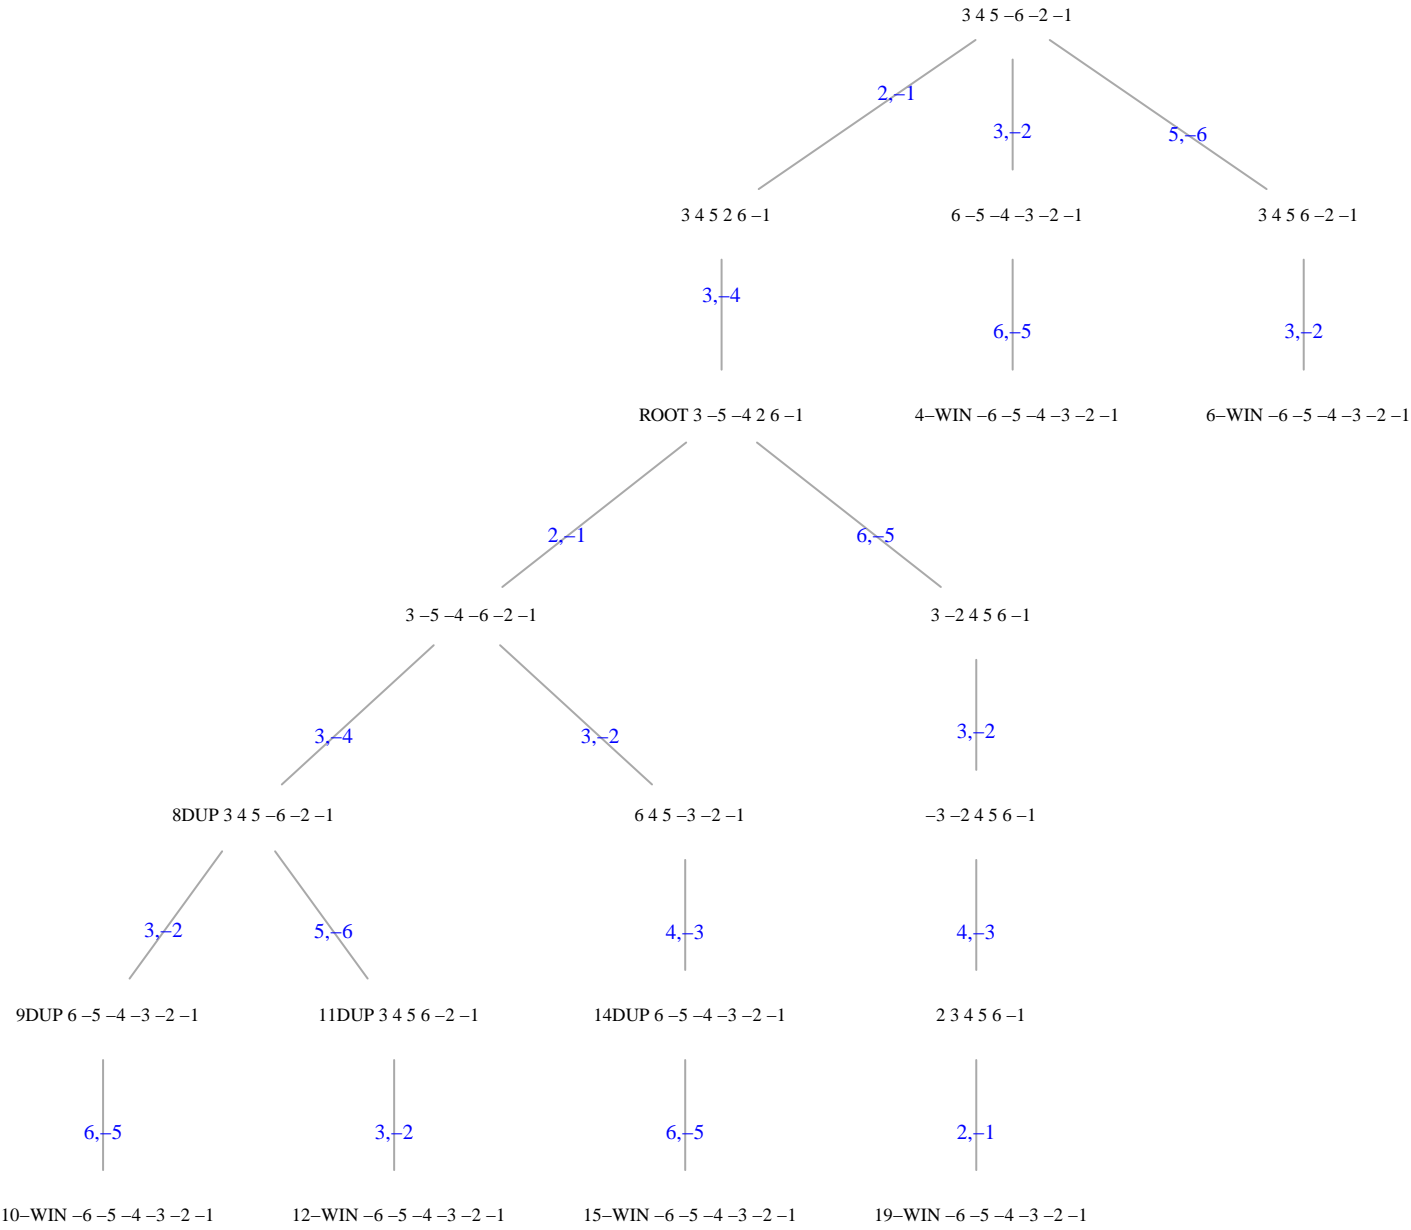 3 4 5 –6 –2 –1
2,–1
3,–2
5,–6
3 4 5 2 6 –1
6 –5 –4 –3 –2 –1
3 4 5 6 –2 –1
3,–4
6,–5
3,–2
ROOT 3 –5 –4 2 6 –1
4–WIN –6 –5 –4 –3 –2 –1
6–WIN –6 –5 –4 –3 –2 –1
2,–1
6,–5
3 –5 –4 –6 –2 –1
3 –2 4 5 6 –1
3,–4
3,–2
3,–2
8DUP 3 4 5 –6 –2 –1
6 4 5 –3 –2 –1
–3 –2 4 5 6 –1
3,–2
5,–6
4,–3
4,–3
9DUP 6 –5 –4 –3 –2 –1
11DUP 3 4 5 6 –2 –1
14DUP 6 –5 –4 –3 –2 –1
2 3 4 5 6 –1
6,–5
3,–2
6,–5
2,–1
10–WIN –6 –5 –4 –3 –2 –1
12–WIN –6 –5 –4 –3 –2 –1
15–WIN –6 –5 –4 –3 –2 –1
19–WIN –6 –5 –4 –3 –2 –1